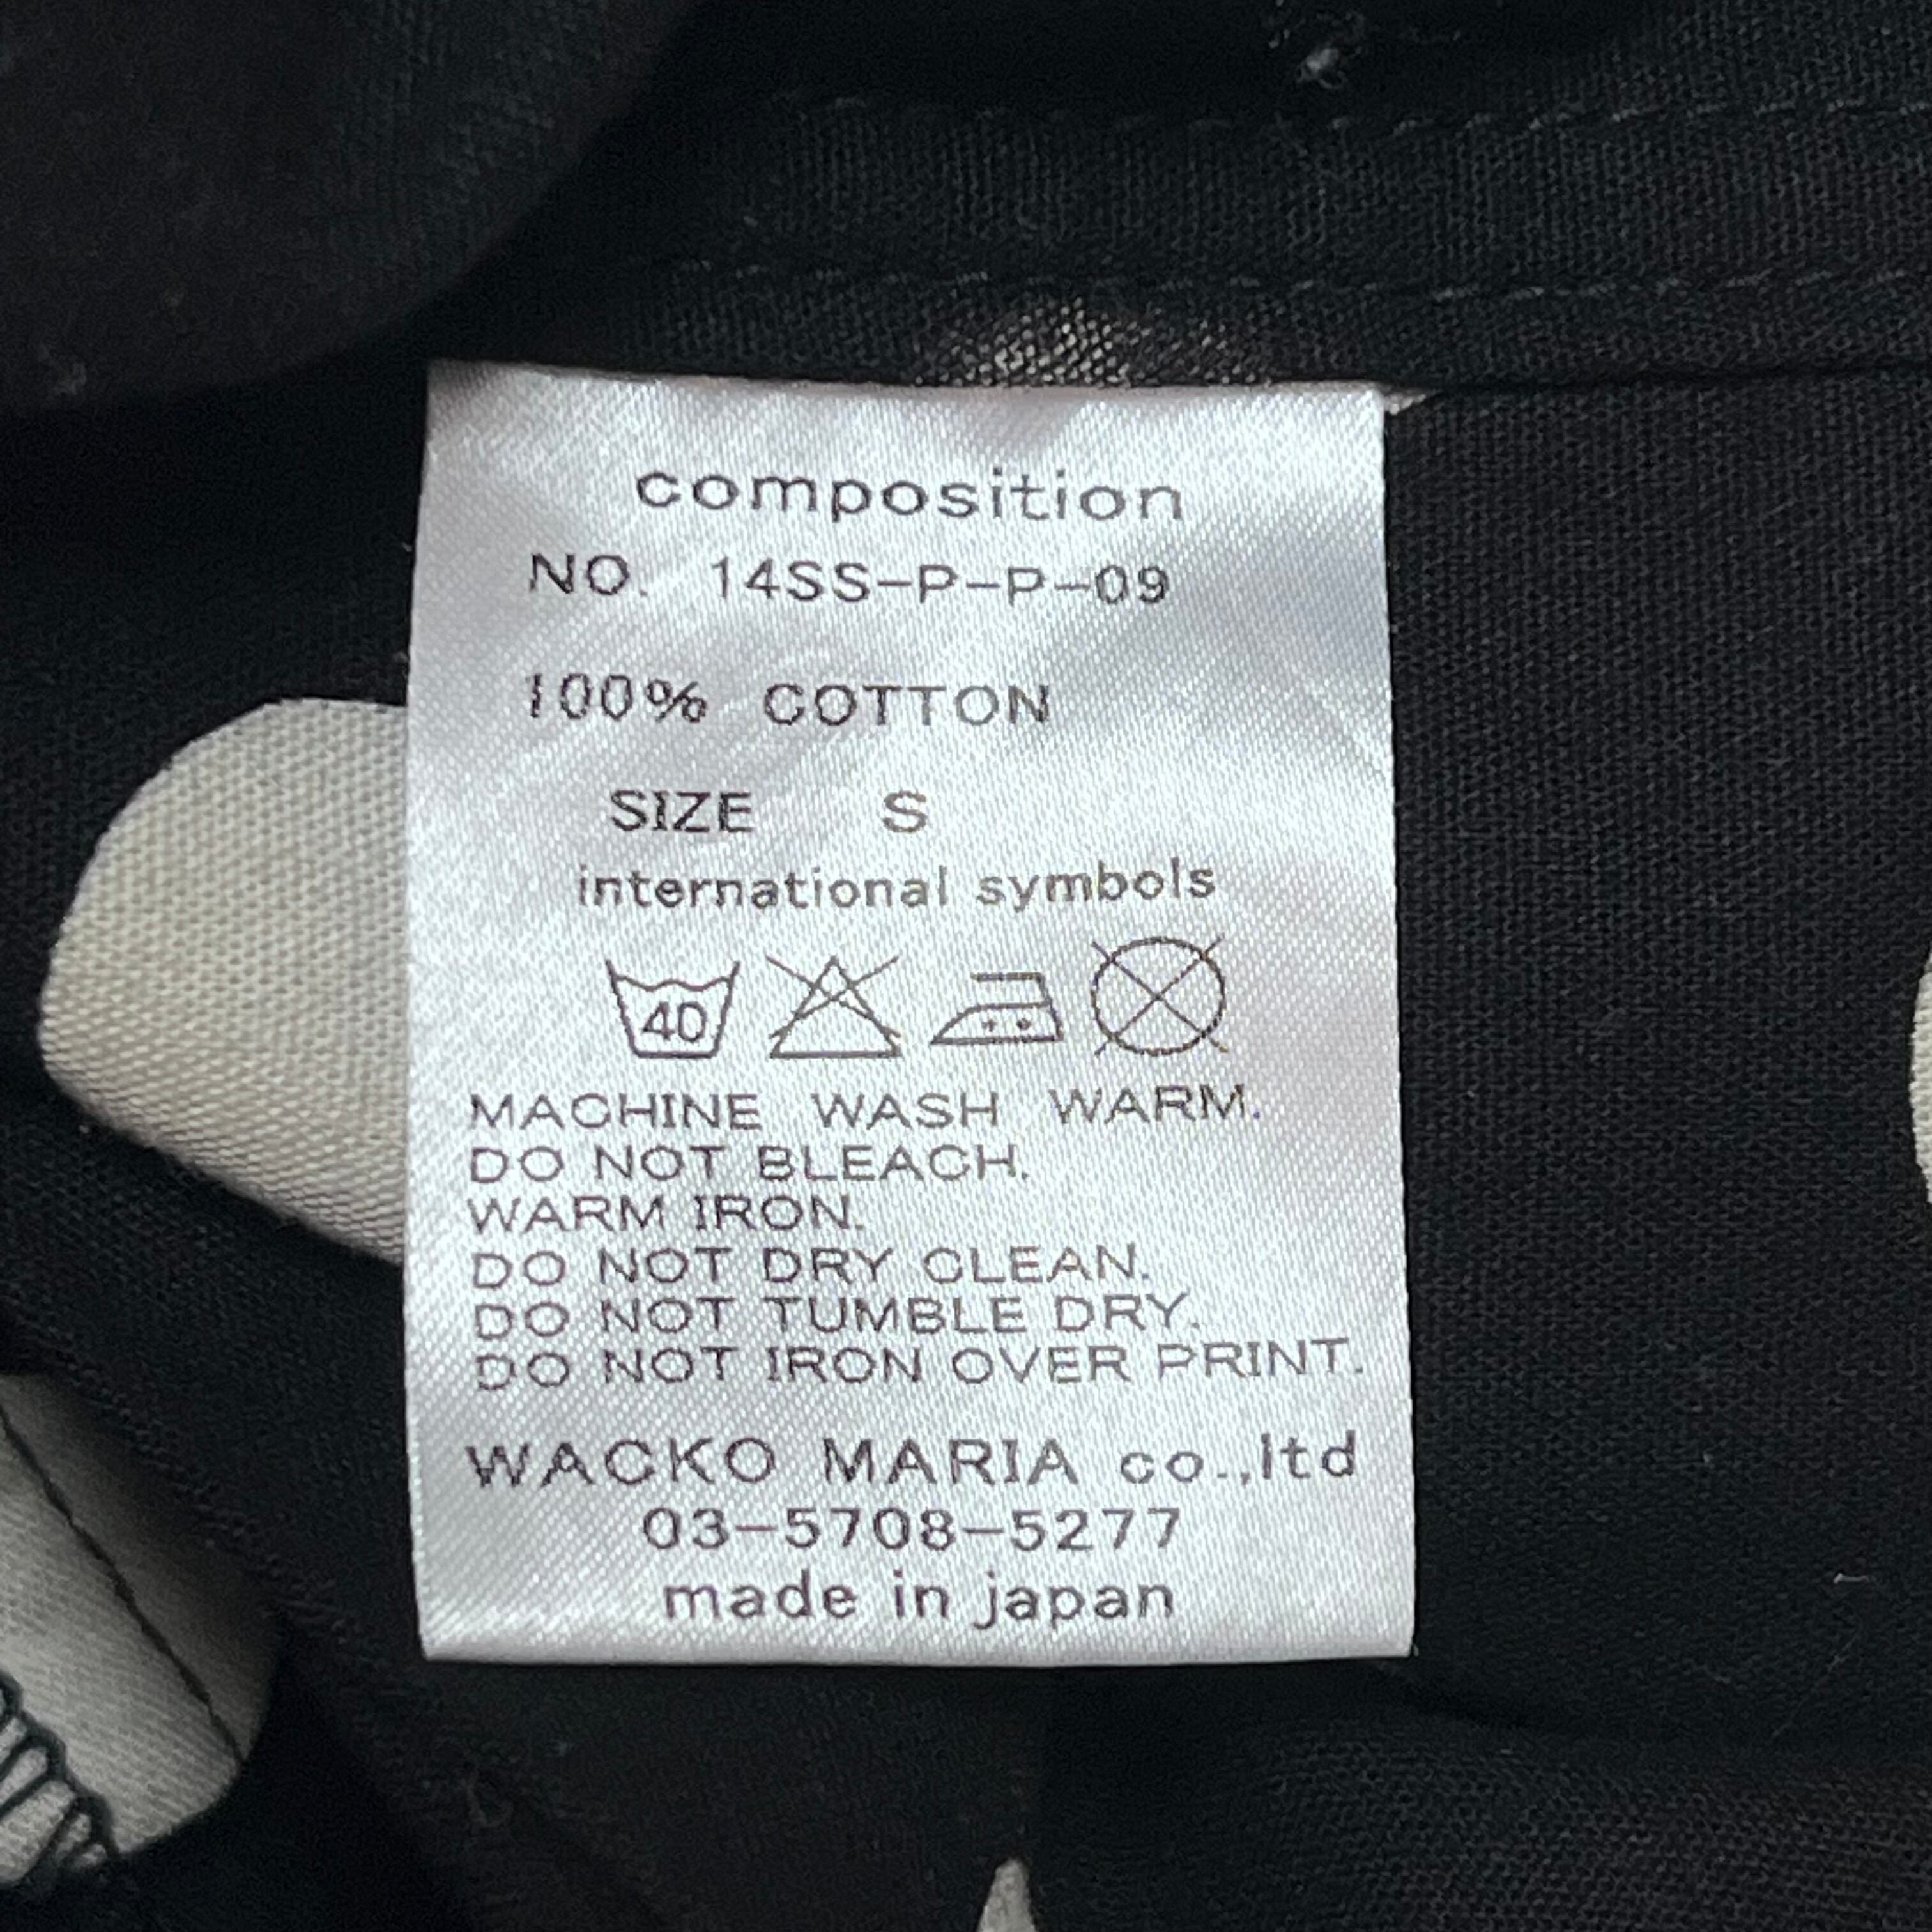 composition
NO. 14SS-P-P-09
100% COTTON
SIZE S
international symbols
40
MACHINE WASH WARM.
DO NOT BLEACH.
WARM IRON.
DO NOT DRY CLEAN.
DO NOT TUMBLE DRY.
DO NOT IRON OVER PRINT.
WACKO MARIA co.,ltd
03-5708-5277
made in japan